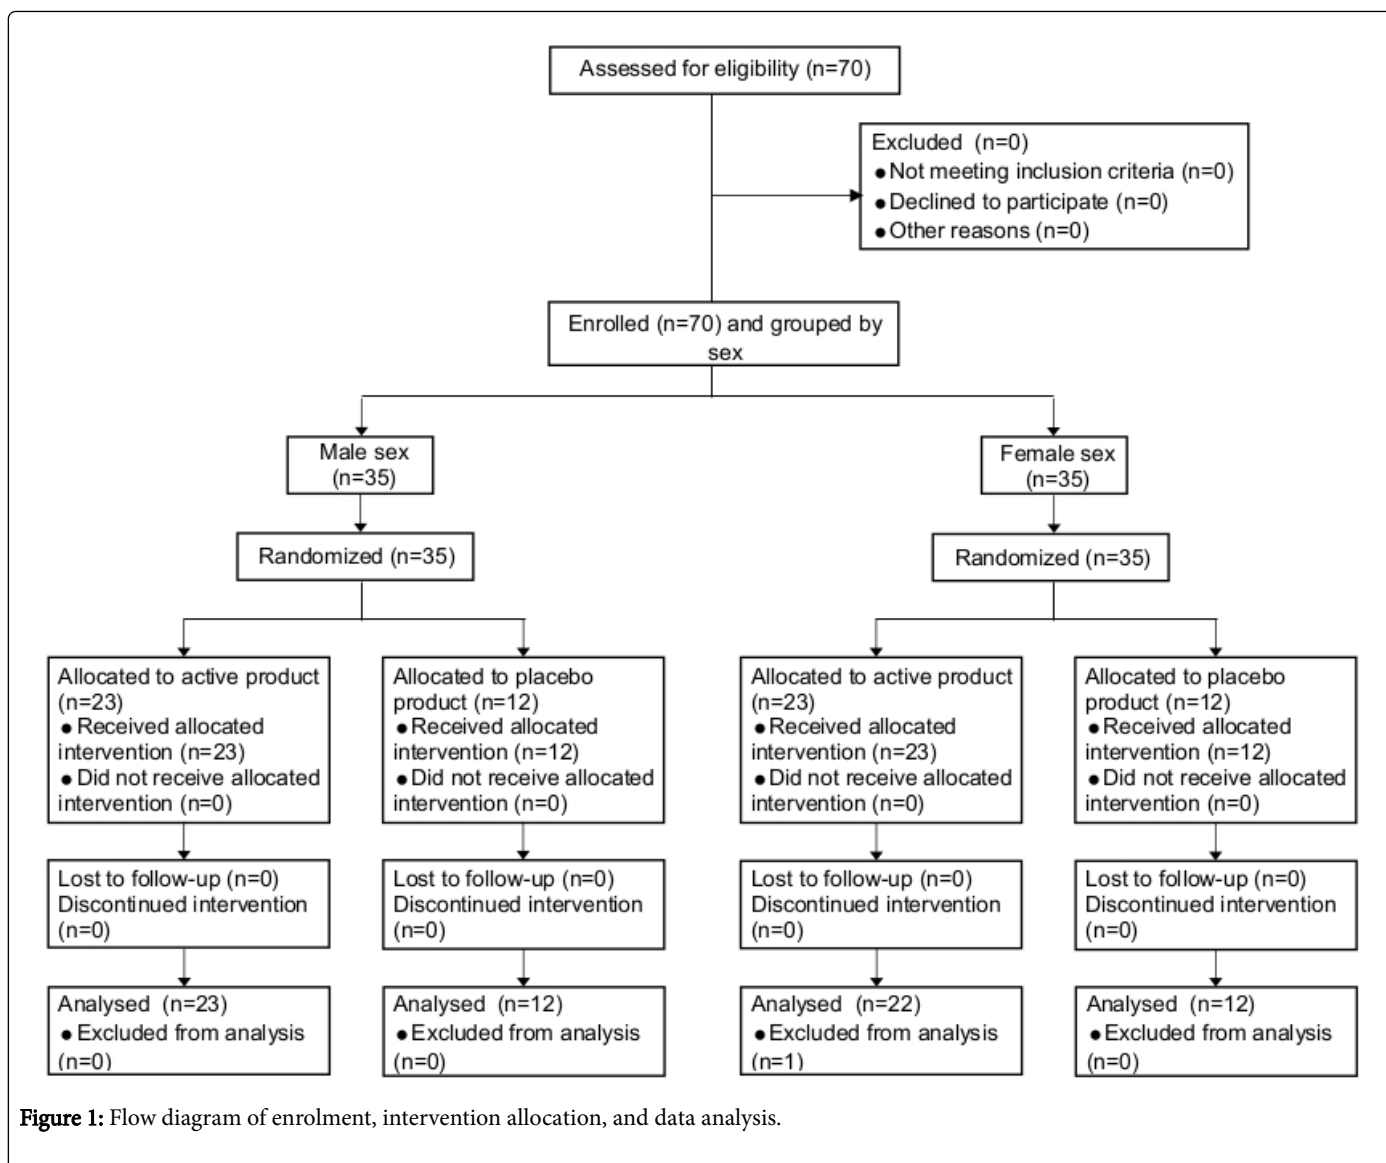 Assessed for eligibility (n=70)
Excluded (n=0)
● Not meeting inclusion criteria (n=0)
● Declined to participate (n=0)
● Other reasons (n=0)
Enrolled (n=70) and grouped by
sex
Male sex
(n=35)
Female sex
(n=35)
Randomized (n=35)
Randomized (n=35)
Allocated to active product
(n=23)
● Received allocated
intervention (n=23)
● Did not receive allocated
intervention (n=0)
Allocated to placebo
product (n=12)
● Received allocated
intervention (n=12)
● Did not receive allocated
intervention (n=0)
Allocated to active product
(n=23)
● Received allocated
intervention (n=23)
● Did not receive allocated
intervention (n=0)
Allocated to placebo
product (n=12)
● Received allocated
intervention (n=12)
● Did not receive allocated
intervention (n=0)
Lost to follow-up (n=0)
Discontinued intervention
(n=0)
Lost to follow-up (n=0)
Discontinued intervention
(n=0)
Lost to follow-up (n=0)
Discontinued intervention
(n=0)
Lost to follow-up (n=0)
Discontinued intervention
(n=0)
Analysed (n=23)
● Excluded from analysis
(n=0)
Analysed (n=12)
● Excluded from analysis
(n=0)
Analysed (n=22)
● Excluded from analysis
(n=1)
Analysed (n=12)
● Excluded from analysis
(n=0)
Figure 1: Flow diagram of enrolment, intervention allocation, and data analysis.